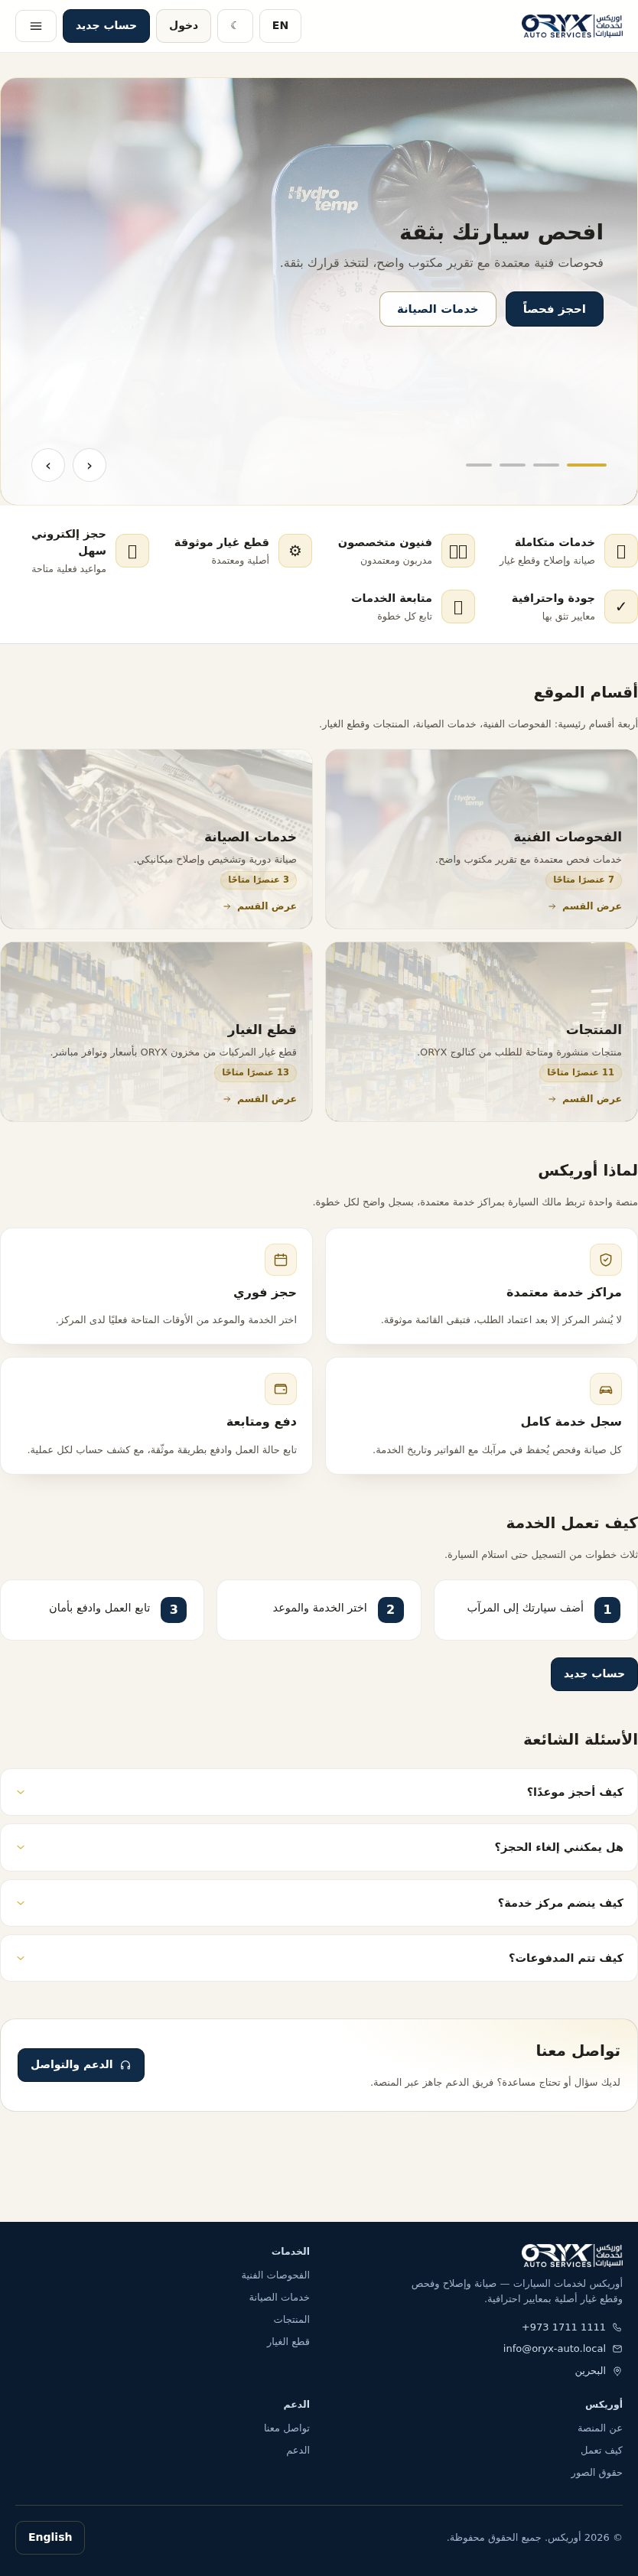 اوريكس
لخدمات
السيارات
ORYX
AUTO SERVICES
EN
دخول
حساب جديد
Hydro
temp
افحص سيارتك بثقة
فحوصات فنية معتمدة مع تقرير مكتوب واضح، لتتخذ قرارك بثقة.
احجز فحصاً
خدمات الصيانة
خدمات متكاملة
صيانة وإصلاح وقطع غيار
فنيون متخصصون
مدربون ومعتمدون
قطع غيار موثوقة
أصلية ومعتمدة
حجز إلكتروني
سهل
مواعيد فعلية متاحة
جودة واحترافية
معايير تثق بها
متابعة الخدمات
تابع كل خطوة
أقسام الموقع
أربعة أقسام رئيسية: الفحوصات الفنية، خدمات الصيانة، المنتجات وقطع الغيار.
الفحوصات الفنية
خدمات فحص معتمدة مع تقرير مكتوب واضح.
7 عنصرًا متاحًا
عرض القسم
خدمات الصيانة
صيانة دورية وتشخيص وإصلاح ميكانيكي.
3 عنصرًا متاحًا
عرض القسم
المنتجات
منتجات منشورة ومتاحة للطلب من كتالوج ORYX.
11 عنصرًا متاحًا
عرض القسم
قطع الغيار
قطع غيار المركبات من مخزون ORYX بأسعار وتوافر مباشر.
13 عنصرًا متاحًا
عرض القسم
لماذا أوريكس
منصة واحدة تربط مالك السيارة بمراكز خدمة معتمدة، بسجل واضح لكل خطوة.
مراكز خدمة معتمدة
لا يُنشر المركز إلا بعد اعتماد الطلب، فتبقى القائمة موثوقة.
حجز فوري
اختر الخدمة والموعد من الأوقات المتاحة فعليًا لدى المركز.
سجل خدمة كامل
كل صيانة وفحص يُحفظ في مرآبك مع الفواتير وتاريخ الخدمة.
دفع ومتابعة
تابع حالة العمل وادفع بطريقة موثّقة، مع كشف حساب لكل عملية.
كيف تعمل الخدمة
ثلاث خطوات من التسجيل حتى استلام السيارة.
1 أضف سيارتك إلى المرآب
2 اختر الخدمة والموعد
3 تابع العمل وادفع بأمان
حساب جديد
الأسئلة الشائعة
كيف أحجز موعدًا؟
هل يمكنني إلغاء الحجز؟
كيف ينضم مركز خدمة؟
كيف تتم المدفوعات؟
تواصل معنا
لديك سؤال أو تحتاج مساعدة؟ فريق الدعم جاهز عبر المنصة.
الدعم والتواصل
اوريكس
لخدمات
السيارات
ORYX
AUTO SERVICES
أوريكس لخدمات السيارات — صيانة وإصلاح وفحص
وقطع غيار أصلية بمعايير احترافية.
+973 1711 1111
info@oryx-auto.local
البحرين
الخدمات
الفحوصات الفنية
خدمات الصيانة
المنتجات
قطع الغيار
أوريكس
عن المنصة
كيف تعمل
حقوق الصور
الدعم
تواصل معنا
الدعم
© 2026 أوريكس. جميع الحقوق محفوظة.
English